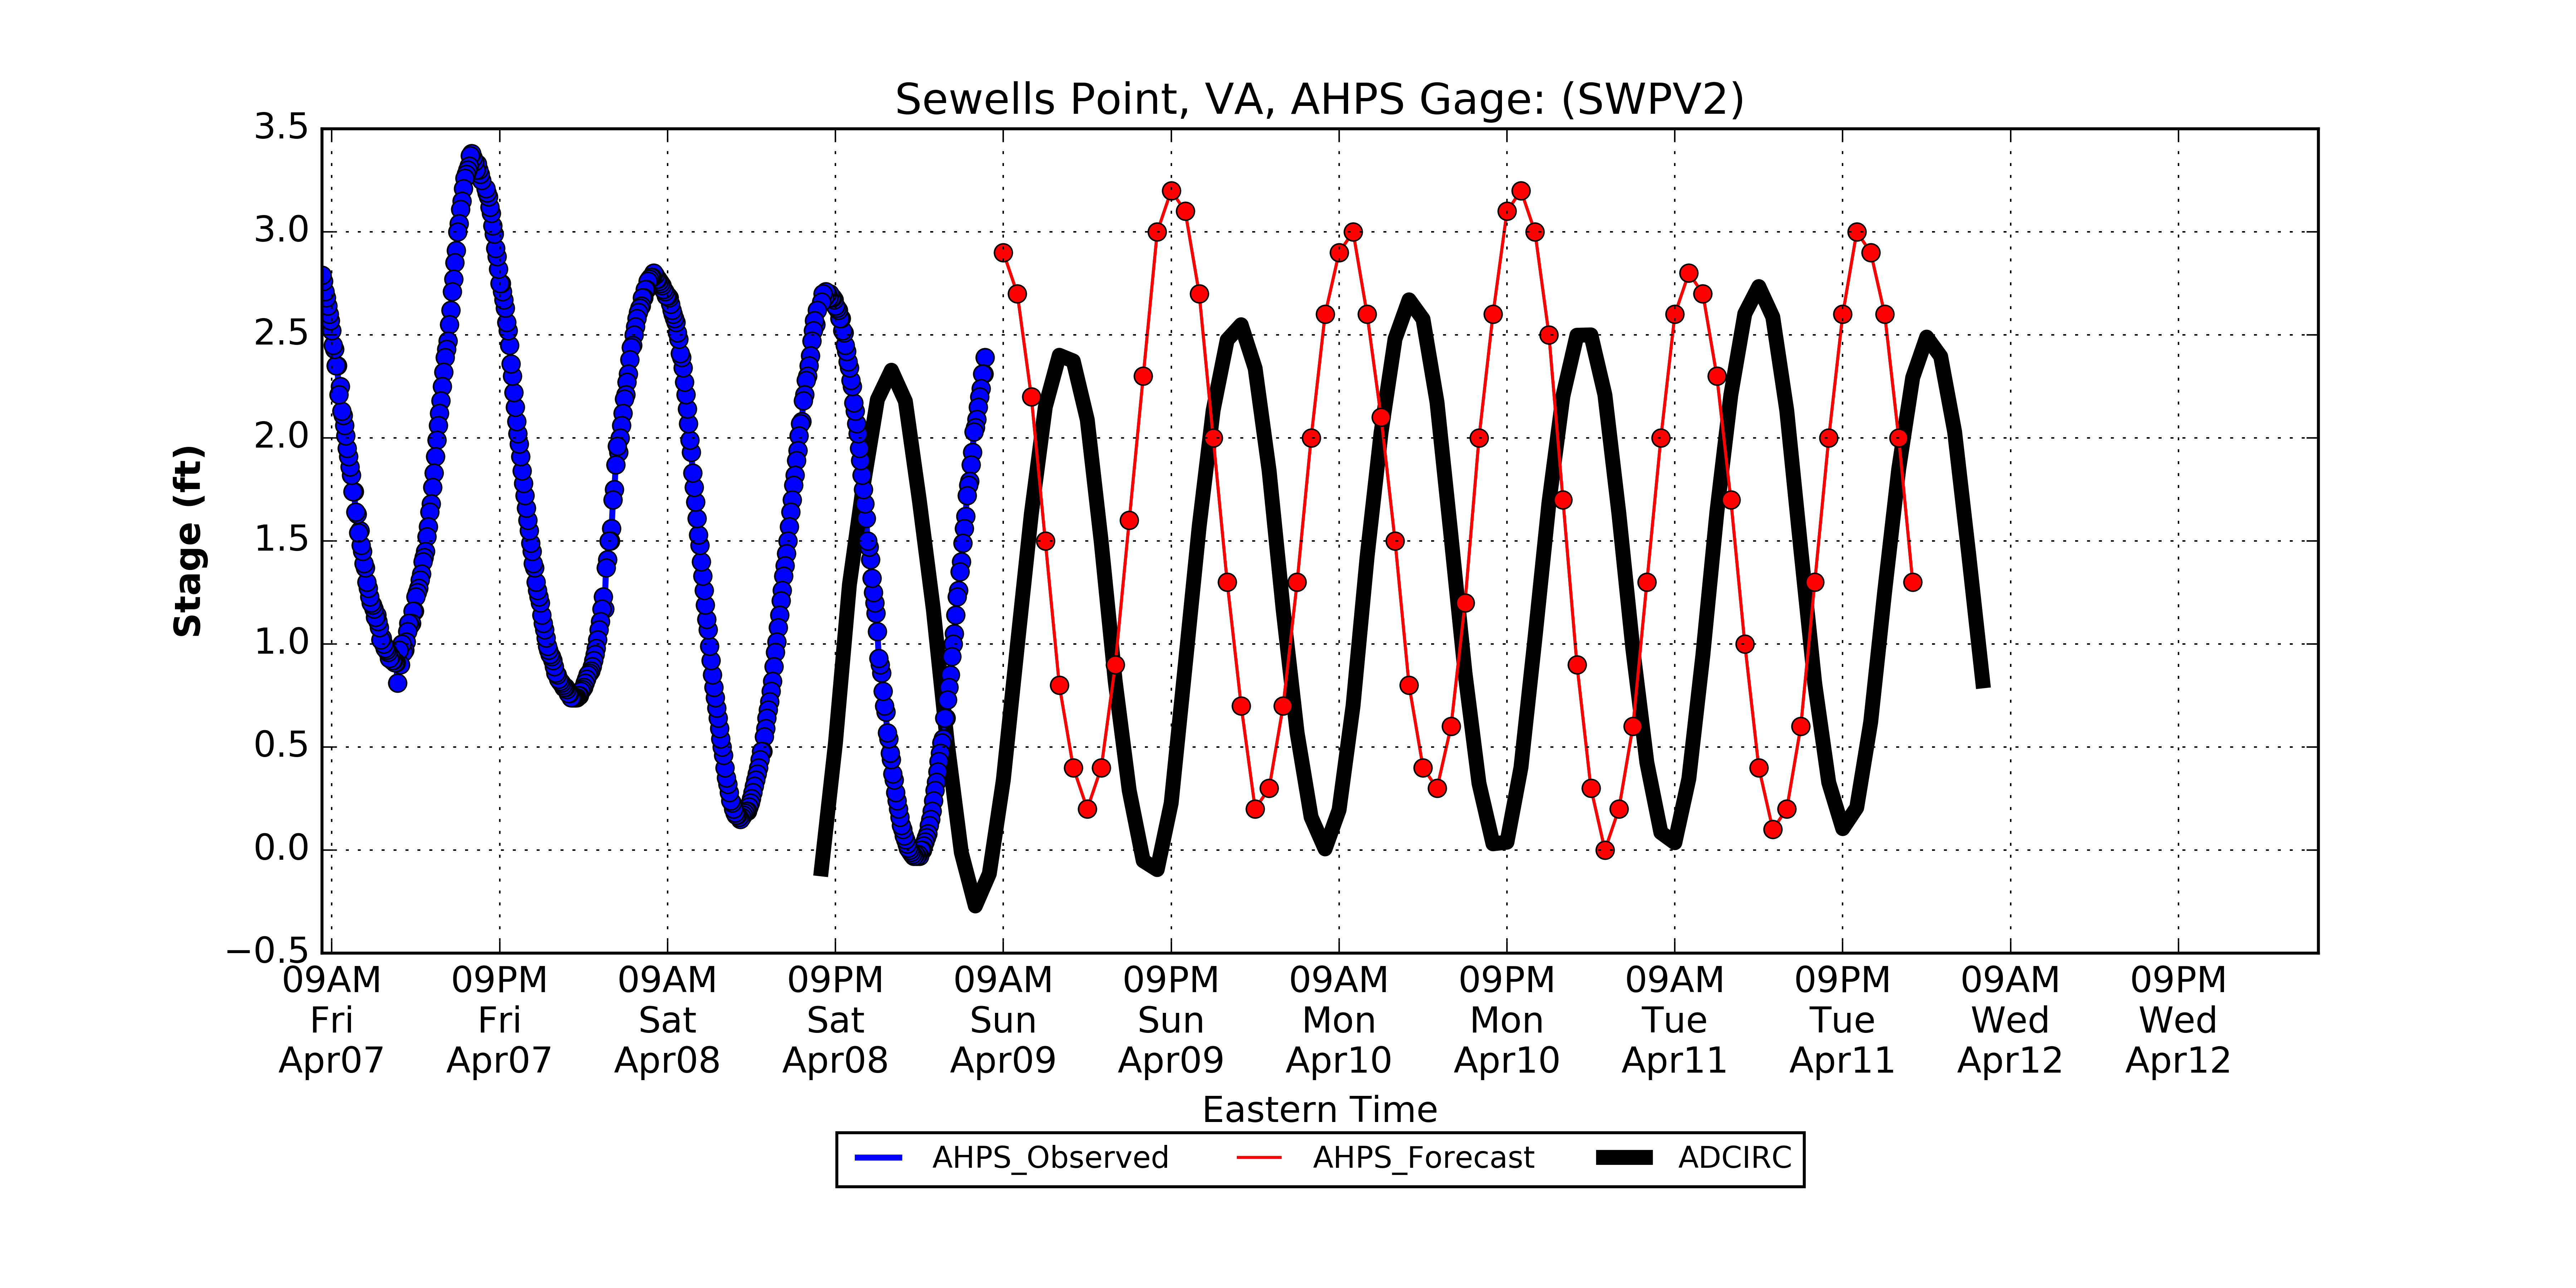 Sewells Point, VA, AHPS Gage: (SWPV2)
3.5
3.0
2.5
2.0
1.5
1.0
0.5
0.0
−0.5
Stage (ft)
09AM 09PM 09AM 09PM 09AM 09PM 09AM 09PM 09AM 09PM 09AM 09PM
Fri Fri Sat Sat Sun Sun Mon Mon Tue Tue Wed Wed
Apr07 Apr07 Apr08 Apr08 Apr09 Apr09 Apr10 Apr10 Apr11 Apr11 Apr12 Apr12
Eastern Time
AHPS_Observed AHPS_Forecast ADCIRC